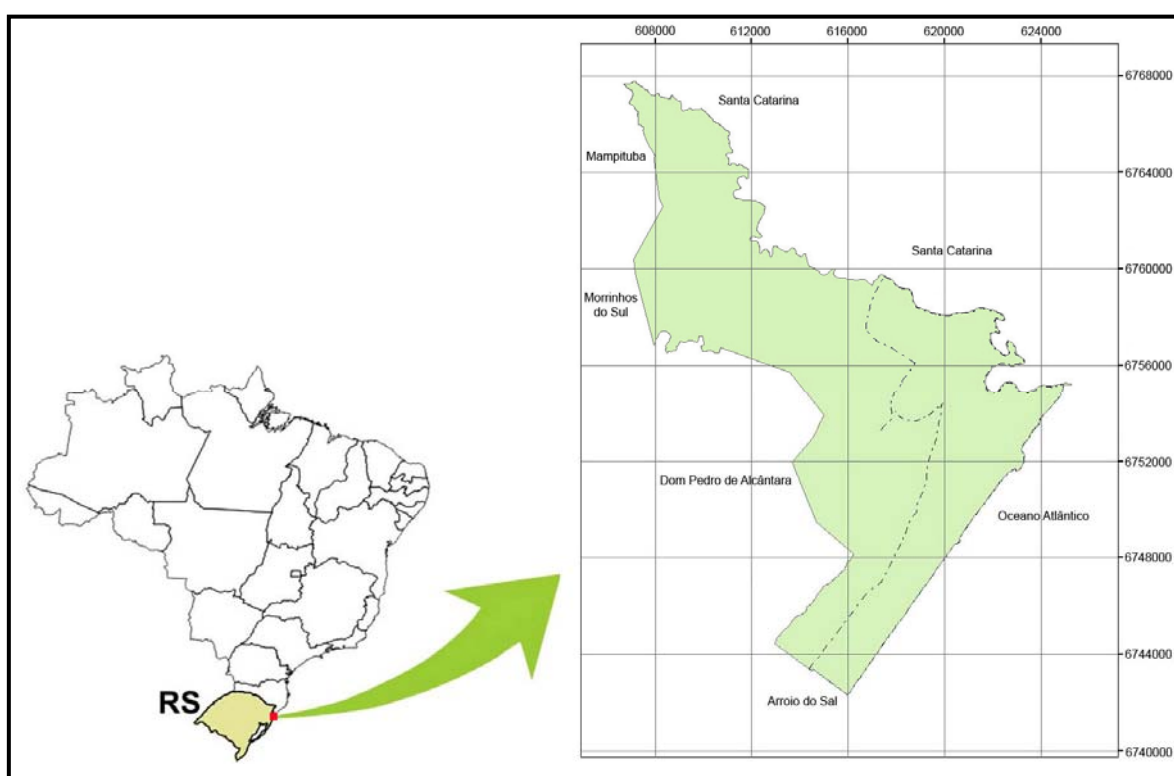 608000 612000 616000 620000 624000
6768000
Santa Catarina
Mampituba
6764000
Santa Catarina
6760000
Morrinhos
do Sul
6756000
6752000
Dom Pedro de Alcântara
Oceano Atlântico
6748000
6744000
Arroio do Sal
6740000
RS